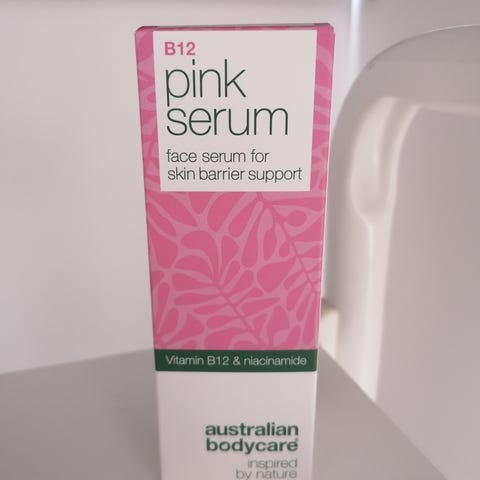 B12
pink
serum
face serum for
skin barrier support
Vitamin B12 & niacinamide
australian
bodycare®
inspired
by nature